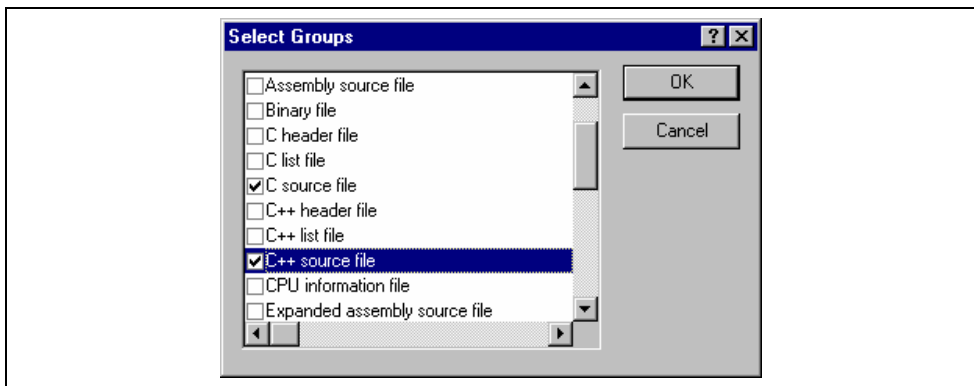 Select Groups
Assembly source file
Binary file
C header file
C list file
C source file
C++ header file
C++ list file
C++ source file
CPU information file
Expanded assembly source file
OK
Cancel